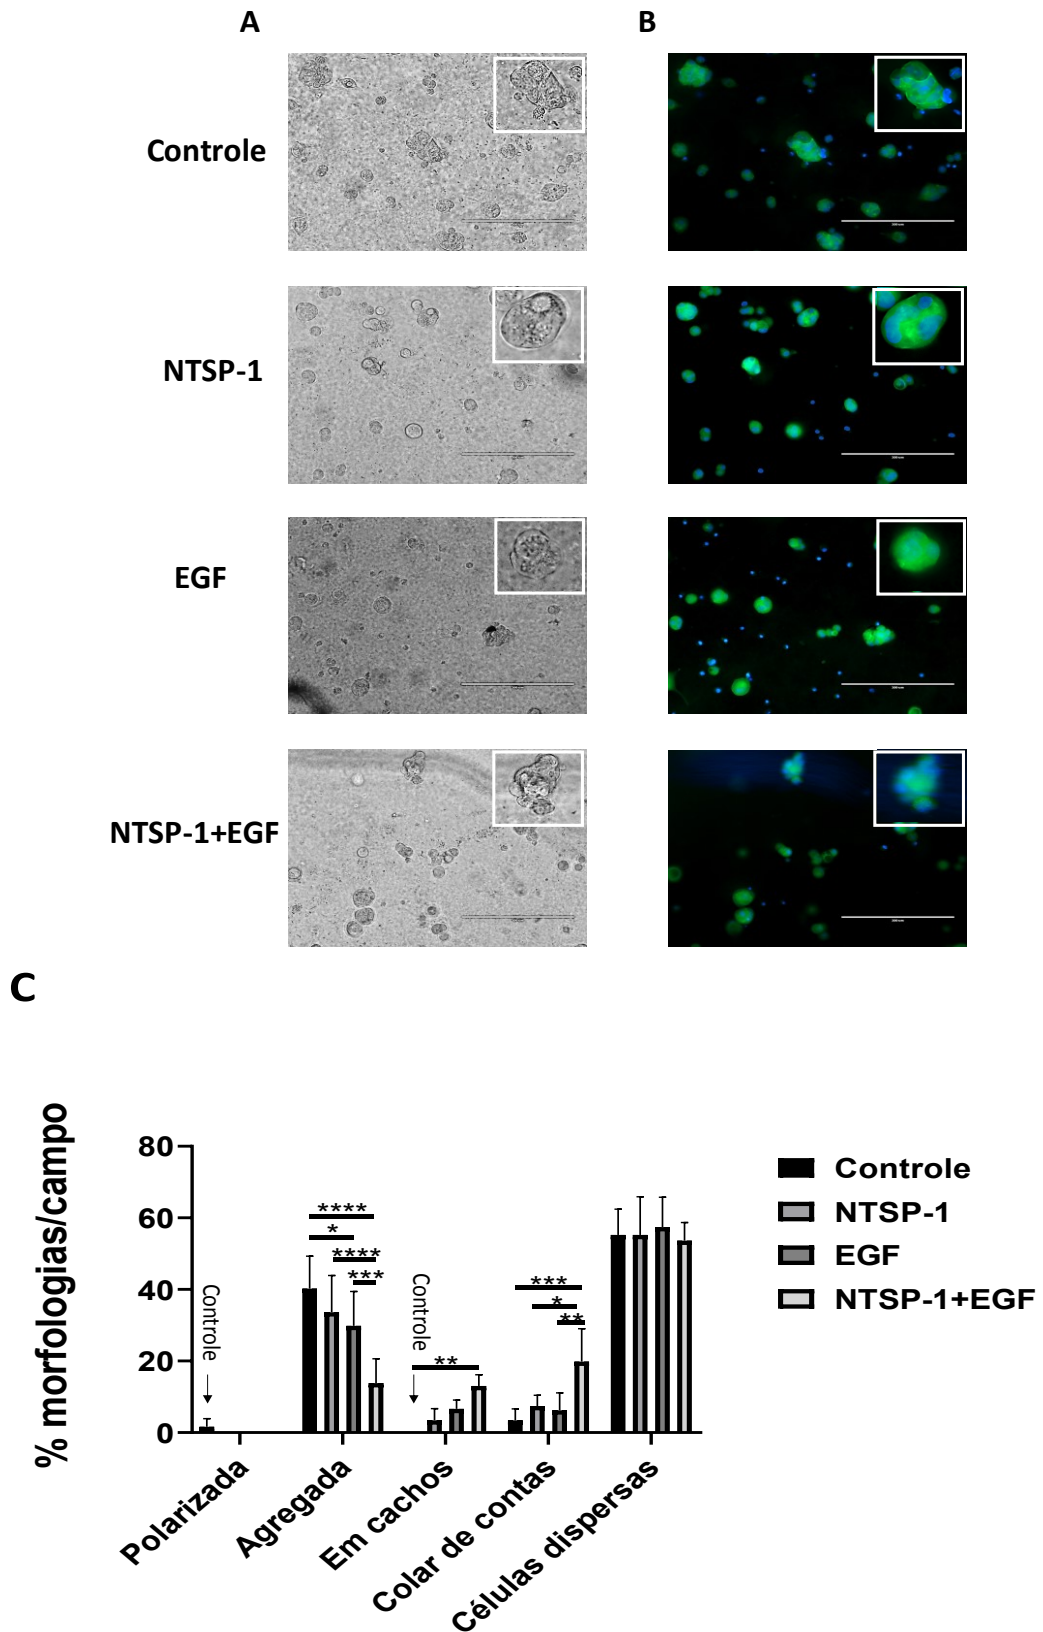 A
B
Controle
NTSP-1
EGF
NTSP-1+EGF
C
% morfologias/campo
80
60
40
20
0
Controle
Controle
****
*
****
***
**
***
*
**
Polarizada
Agregada
Em cachos
Colar de contas
Células dispersas
Controle
NTSP-1
EGF
NTSP-1+EGF